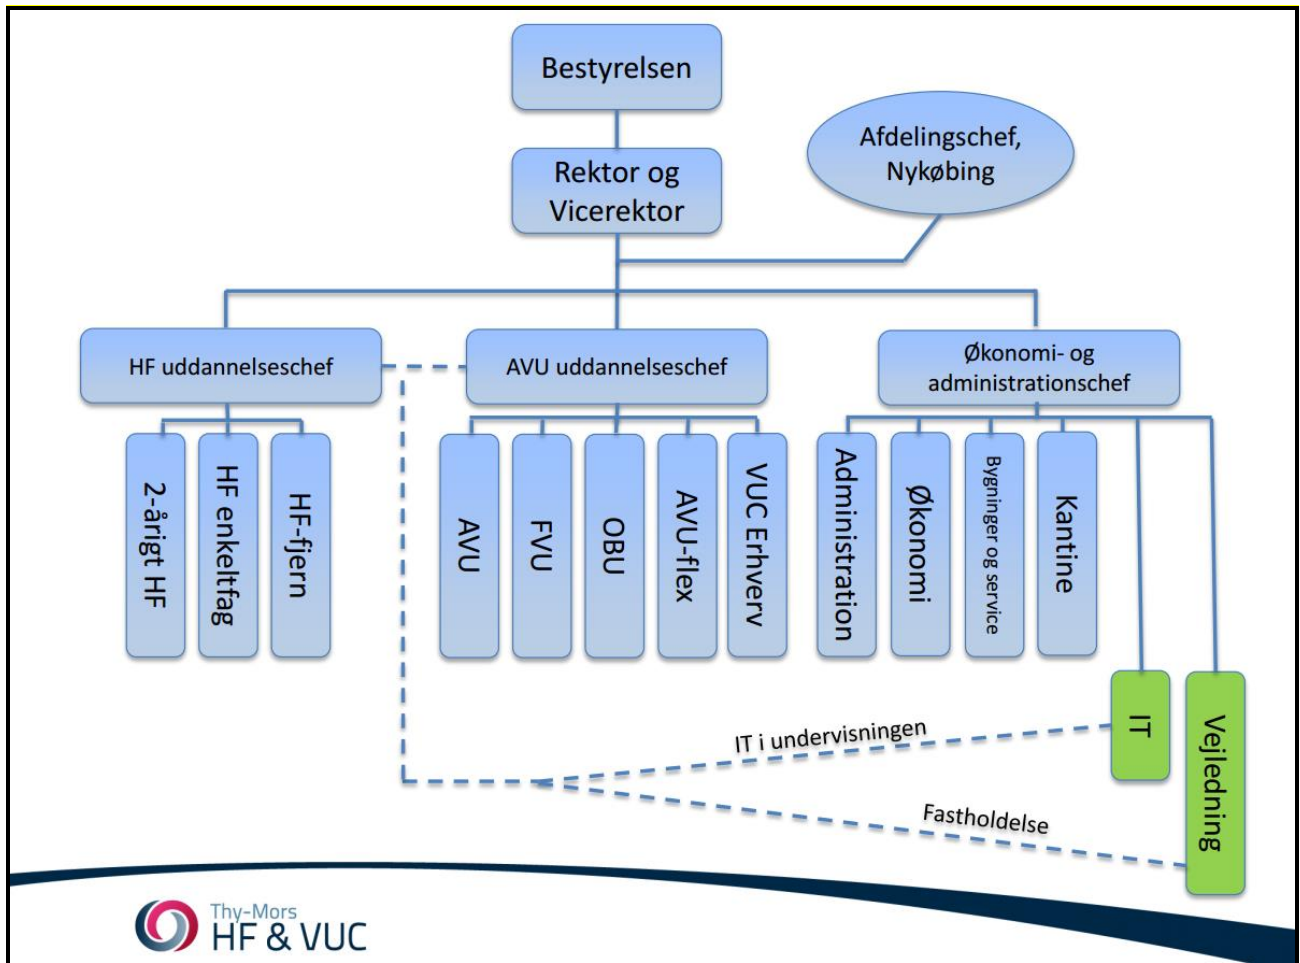 Bestyrelsen
Afdelingschef,
Nykøbing
Rektor og
Vicerektor
HF uddannelseschef
AVU uddannelseschef
Økonomi- og
administrationschef
2-årigt HF
HF enkeltfag
HF-fjern
AVU
FVU
OBU
AVU-flex
VUC Erhverv
Administration
Økonomi
Bygninger og service
Kantine
IT
Vejledning
IT i undervisningen
Fastholdelse
Thy-Mors
HF & VUC